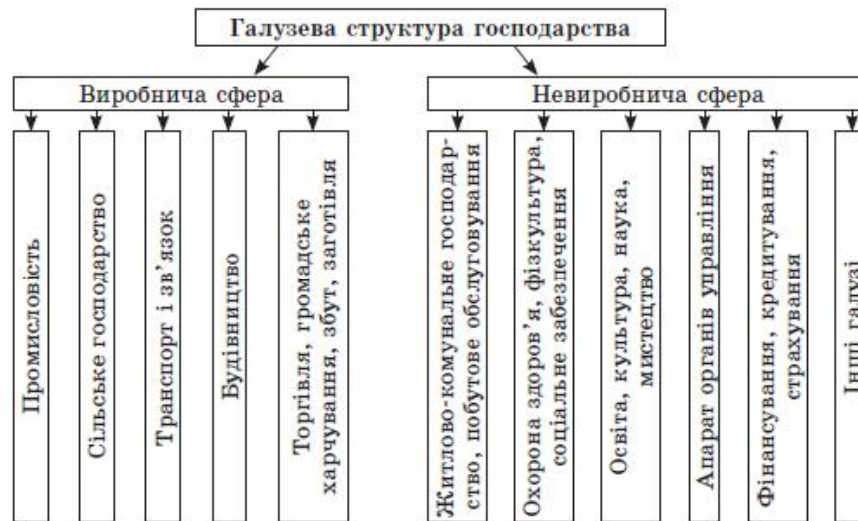 Галузева структура господарства
Виробнича сфера
Невиробнича сфера
Промисловість
Сільське господарство
Транспорт і зв’язок
Будівництво
Торгівля, громадське
харчування, збут, заготівля
Житлово-комунальне господар-
ство, побутове обслуговування
Охорона здоров’я, фізкультура,
соціальне забезпечення
Освіта, культура, наука,
мистецтво
Апарат органів управління
Фінансування, кредитування,
страхування
Інші галузі